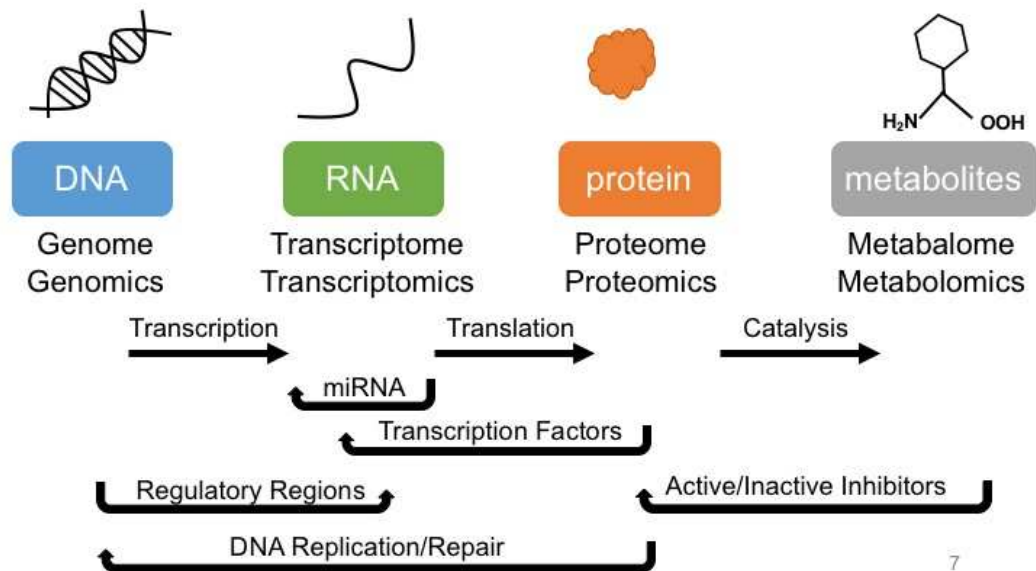 H₂N OOH
DNA RNA protein metabolites
Genome Transcriptome Proteome Metabalome
Genomics Transcriptomics Proteomics Metabolomics
Transcription Translation Catalysis
miRNA
Transcription Factors
Regulatory Regions Active/Inactive Inhibitors
DNA Replication/Repair
7